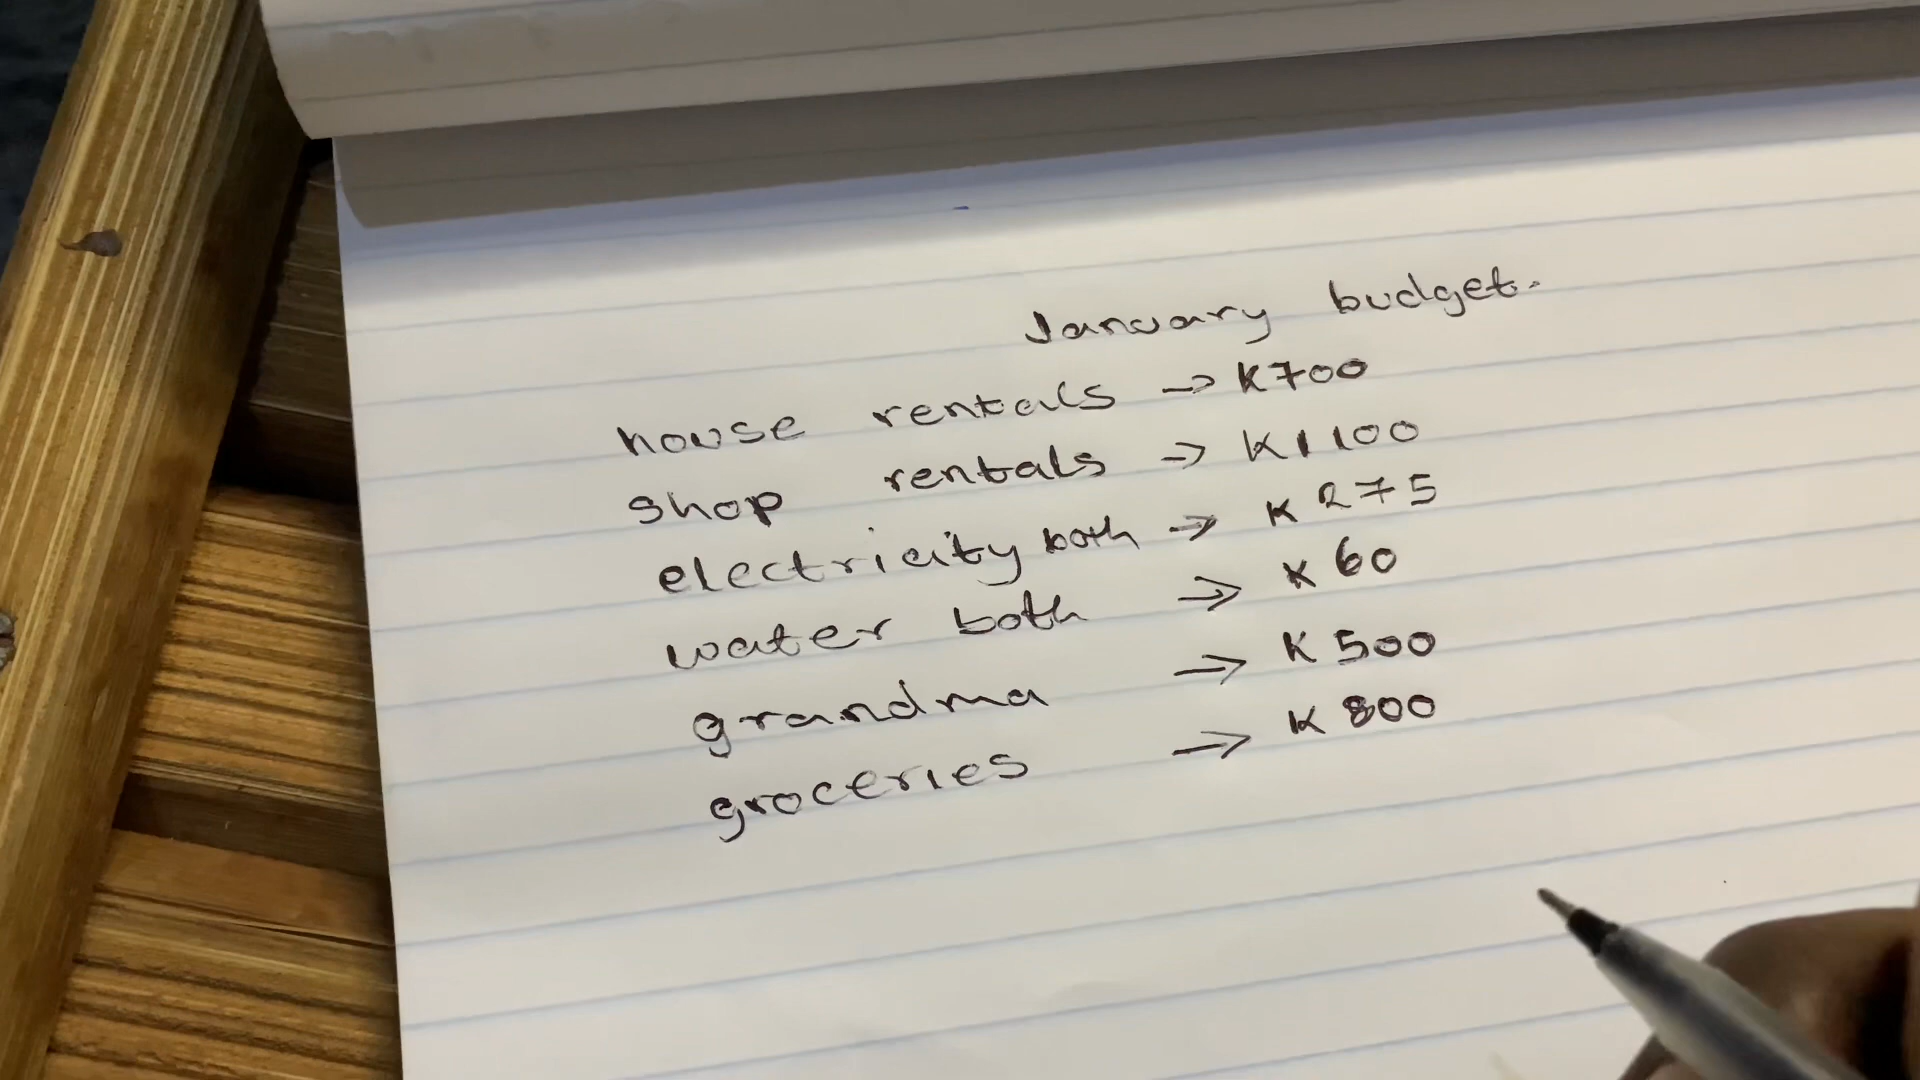 January budget.
house rentals → K700
shop rentals → K1100
electricity both → K275
water both → K60
grandma → K500
groceries → K800